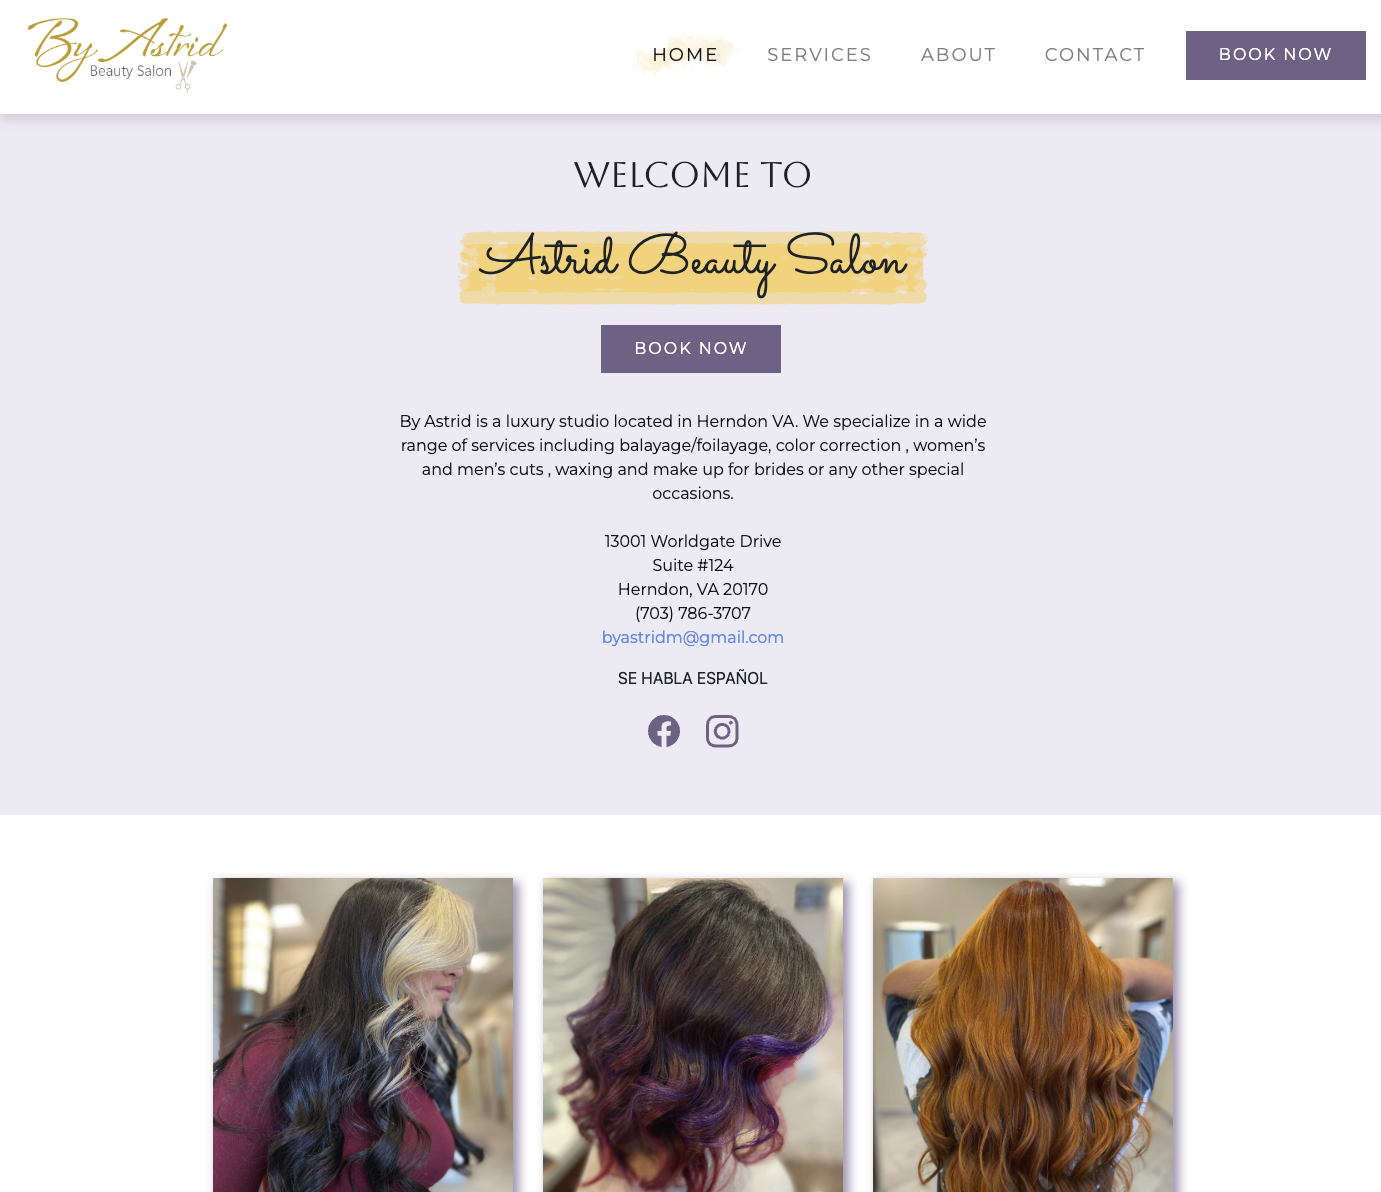 By Astrid
Beauty Salon
HOME SERVICES ABOUT CONTACT BOOK NOW
WELCOME TO
Astrid Beauty Salon
BOOK NOW
By Astrid is a luxury studio located in Herndon VA. We specialize in a wide
range of services including balayage/foilayage, color correction , women’s
and men’s cuts , waxing and make up for brides or any other special
occasions.
13001 Worldgate Drive
Suite #124
Herndon, VA 20170
(703) 786-3707
byastridm@gmail.com
SE HABLA ESPAÑOL